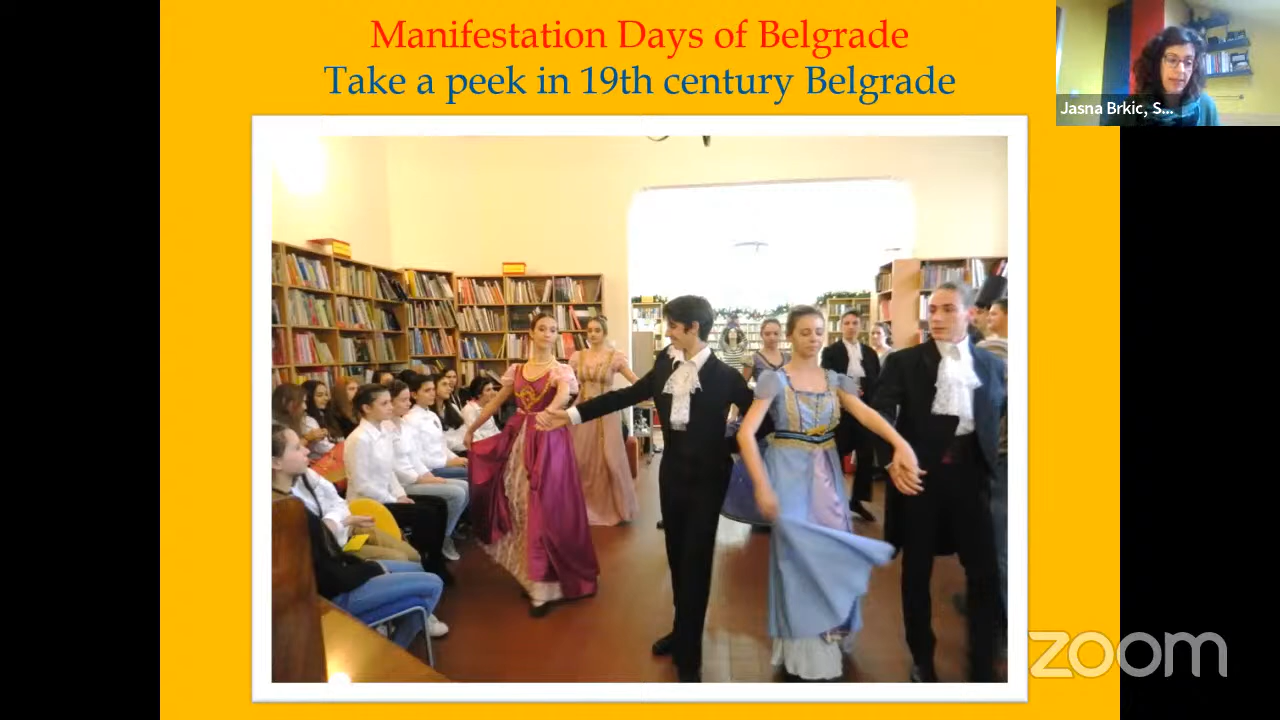 Manifestation Days of Belgrade
Take a peek in 19th century Belgrade
Jasna Brkic, S...
zoom